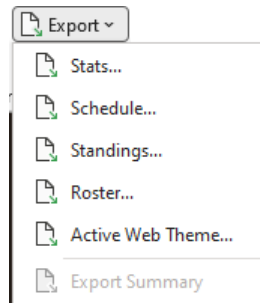 Export
Stats...
Schedule...
Standings...
Roster...
Active Web Theme...
Export Summary